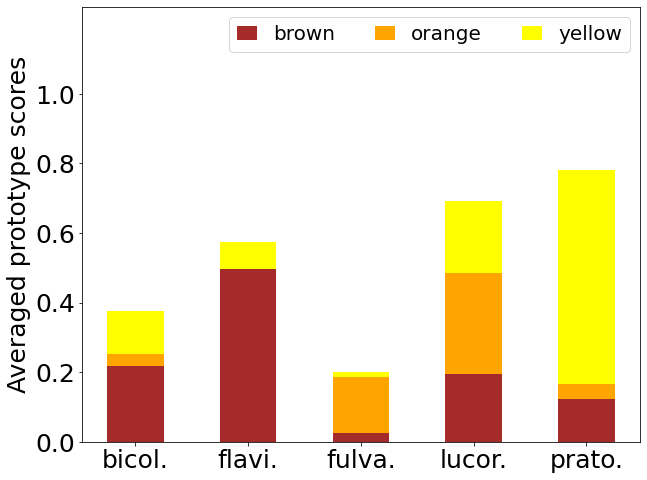 brown orange yellow
Averaged prototype scores
1.0
0.8
0.6
0.4
0.2
0.0
bicol. flavi. fulva. lucor. prato.